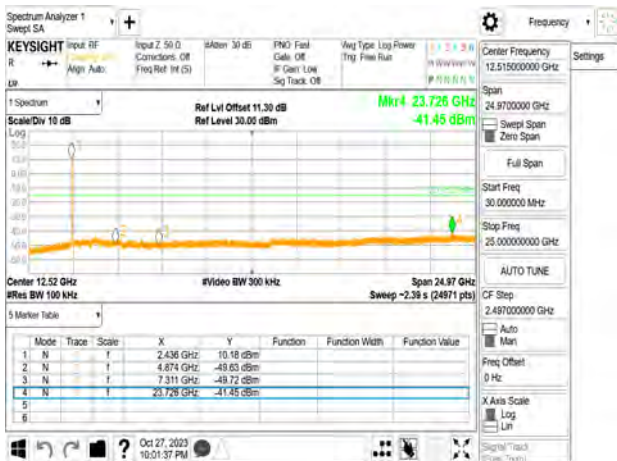 Spectrum Analyzer 1
Swept SA
+
Frequency
Settings
KEYSIGHT
R
Input: RF
Align: Auto
Input Z: 50 Ω
Corrections: Off
Freq Ref: Int (S)
#Atten: 30 dB
PNO: Fast
Gate: Off
IF Gain: Low
Sig Track: Off
Avg Type: Log Power
Trig: Free Run
1 Spectrum
Scale/Div 10 dB
Ref Lvl Offset 11.30 dB
Ref Level 30.00 dBm
Mkr4 23.726 GHz
-41.45 dBm
Log
Center 12.52 GHz
#Res BW 100 kHz
#Video BW 300 kHz
Span 24.97 GHz
Sweep ~2.39 s (24971 pts)
5 Marker Table
Mode Trace Scale X Y Function Function Width Function Value
1 N f 2.436 GHz 10.18 dBm
2 N f 4.874 GHz -49.63 dBm
3 N f 7.311 GHz -49.72 dBm
4 N f 23.726 GHz -41.45 dBm
5
6
?
Oct 27, 2023
10:01:37 PM
Center Frequency
12.515000000 GHz
Span
24.9700000 GHz
Swept Span
Zero Span
Full Span
Start Freq
30.000000 MHz
Stop Freq
25.000000000 GHz
AUTO TUNE
CF Step
2.497000000 GHz
Auto
Man
Freq Offset
0 Hz
X Axis Scale
Log
Lin
Signal Track